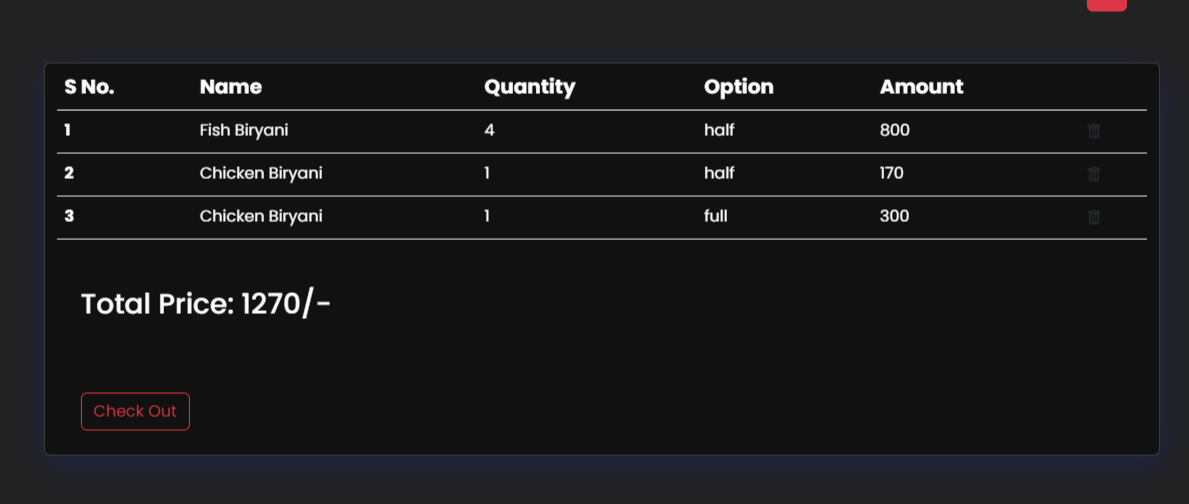 S No. Name Quantity Option Amount
1 Fish Biryani 4 half 800
2 Chicken Biryani 1 half 170
3 Chicken Biryani 1 full 300
Total Price: 1270/-
Check Out